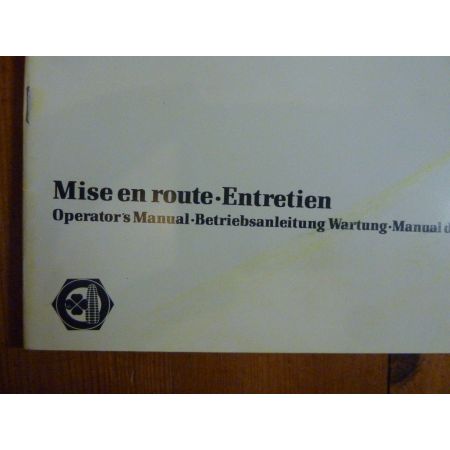 Mise en route·Entretien
Operator's Manual·Betriebsanleitung Wartung·Manual d